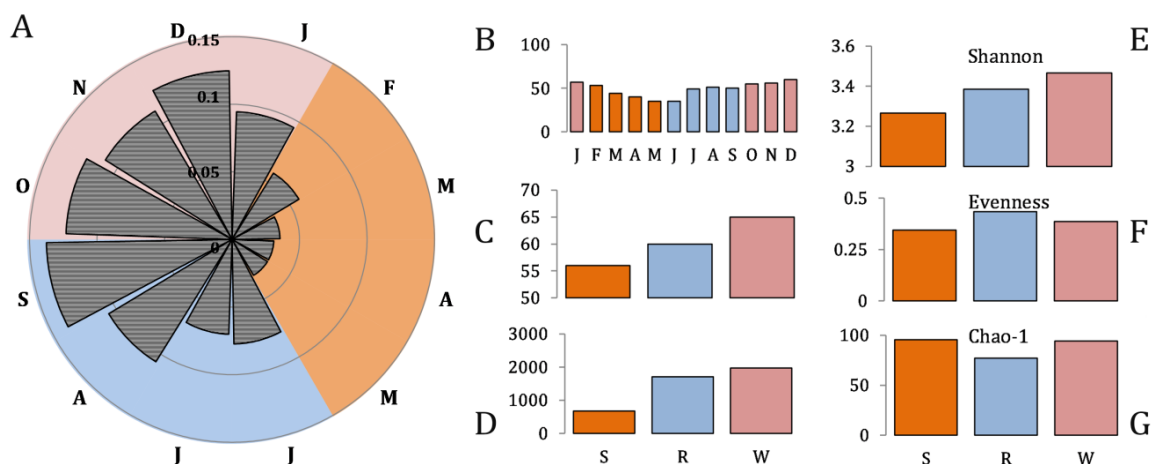 A
D
J
N
F
O
M
S
A
A
M
J
J
0.15
0.1
0.05
0
B
100
50
0
J F M A M J J A S O N D
C
70
65
60
55
50
D
3000
2000
1000
0
S R W
E
Shannon
3.6
3.4
3.2
3
F
Evenness
0.5
0.25
0
G
Chao-1
100
50
0
S R W